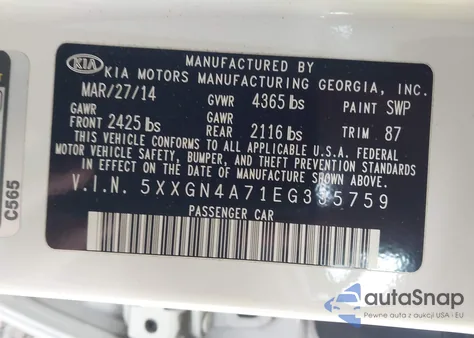 MANUFACTURED BY
KIA KIA MOTORS MANUFACTURING GEORGIA, INC.
MAR/27/14 GVWR 4365 lbs PAINT SWP
GAWR GAWR
FRONT 2425 lbs REAR 2116 lbs TRIM 87
THIS VEHICLE CONFORMS TO ALL APPLICABLE U.S.A. FEDERAL
MOTOR VEHICLE SAFETY, BUMPER, AND THEFT PREVENTION STANDARDS
IN EFFECT ON THE DATE OF MANUFACTURE SHOWN ABOVE.
V.I.N.
PASSENGER CAR
C565
autoSnap
Pewne auta z aukcji USA - EU